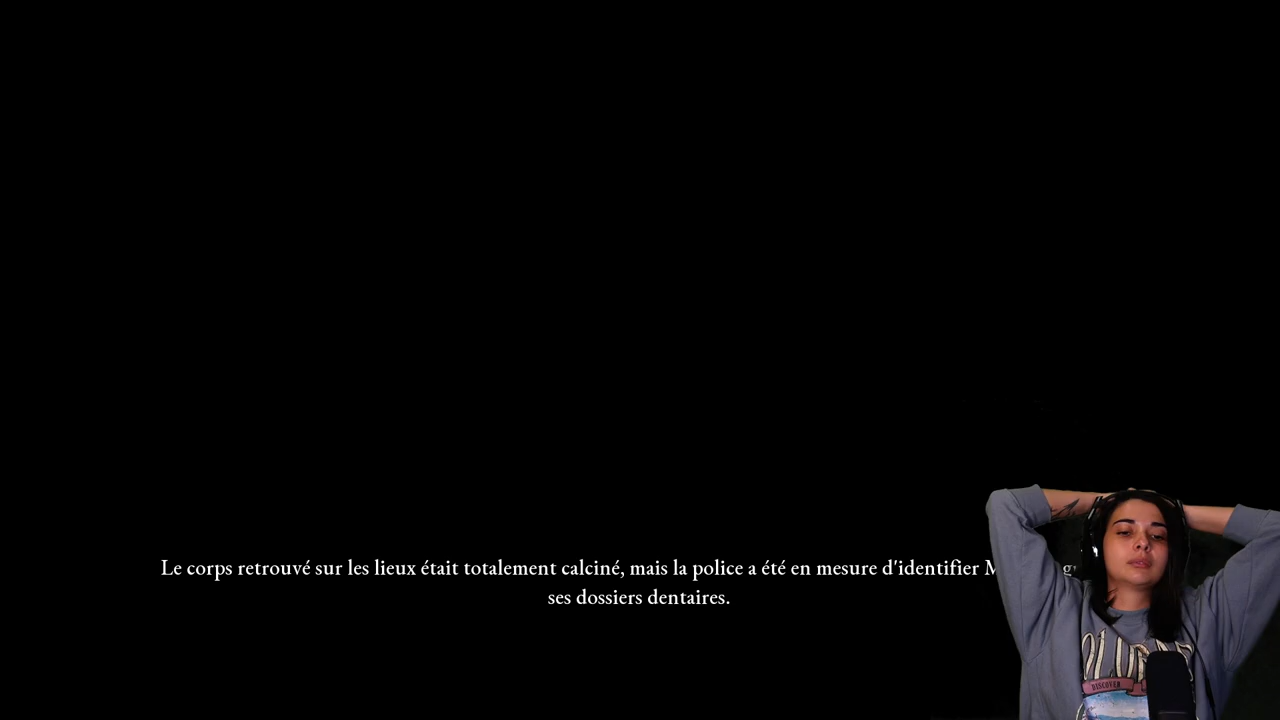 Le corps retrouvé sur les lieux était totalement calciné, mais la police a été en mesure d'identifier
ses dossiers dentaires.
DISCOVER